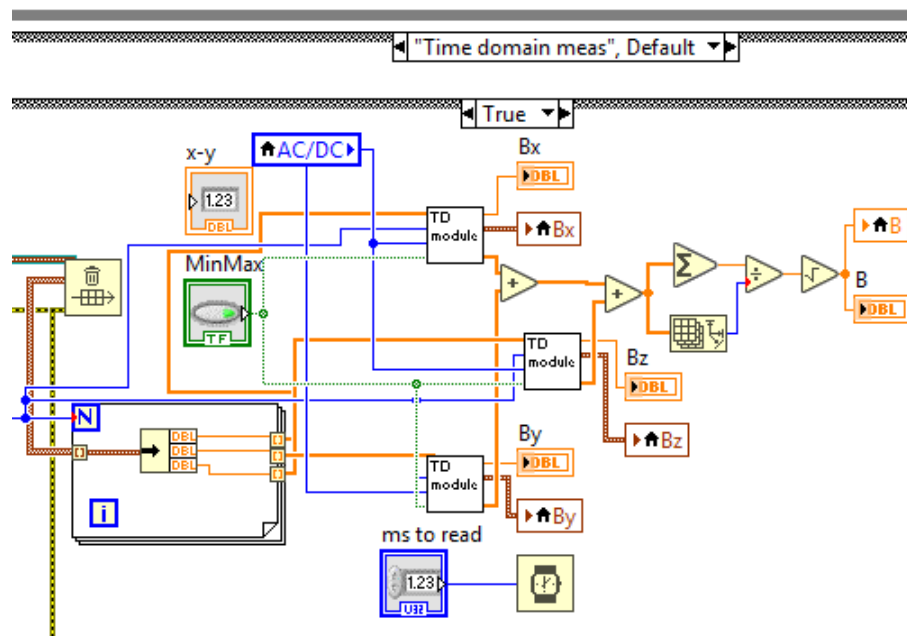 "Time domain meas", Default
True
x-y
AC/DC
Bx
1.23
DBL
DBL
TD
module
Bx
MinMax
TF
B
B
DBL
TD
module
Bz
DBL
N
DBL
DBL
DBL
i
Bz
By
TD
module
DBL
By
ms to read
1.23
U32